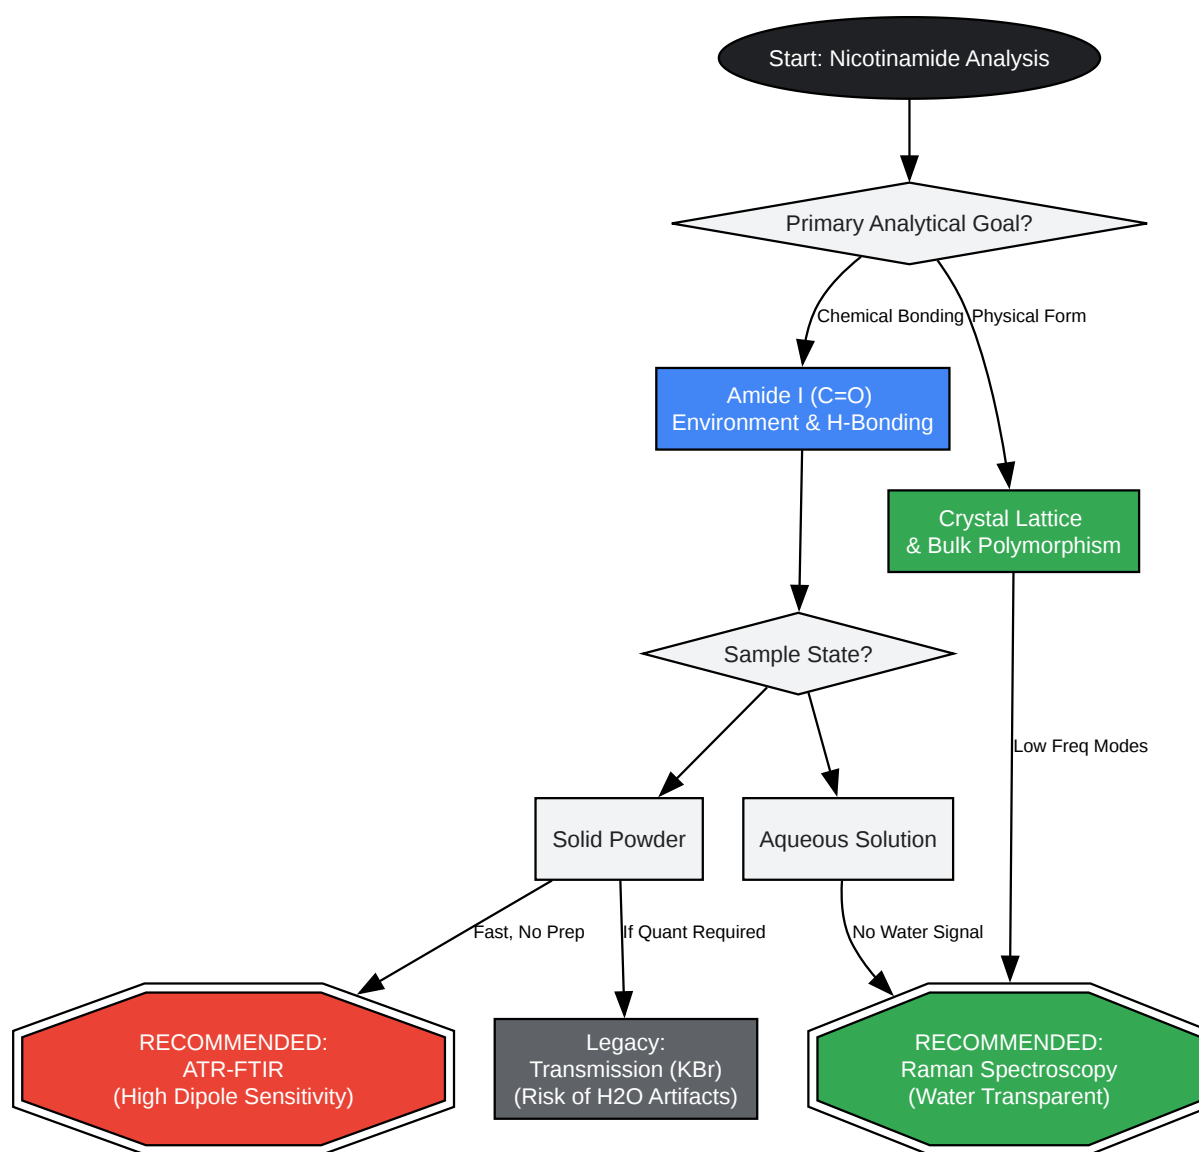 Start: Nicotinamide Analysis
Primary Analytical Goal?
Chemical Bonding
Physical Form
Amide I (C=O)
Environment & H-Bonding
Crystal Lattice
& Bulk Polymorphism
Sample State?
Low Freq Modes
Solid Powder
Aqueous Solution
Fast, No Prep
If Quant Required
No Water Signal
RECOMMENDED:
ATR-FTIR
(High Dipole Sensitivity)
Legacy:
Transmission (KBr)
(Risk of H2O Artifacts)
RECOMMENDED:
Raman Spectroscopy
(Water Transparent)